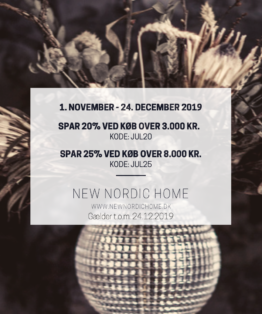 1. NOVEMBER - 24. DECEMBER 2019
SPAR 20% VED KØB OVER 3.000 KR.
KODE: JUL20
SPAR 25% VED KØB OVER 8.000 KR.
KODE: JUL25
NEW NORDIC HOME
WWW.NEWNORDICHOME.DK
Gælder t.o.m. 24.12.2019